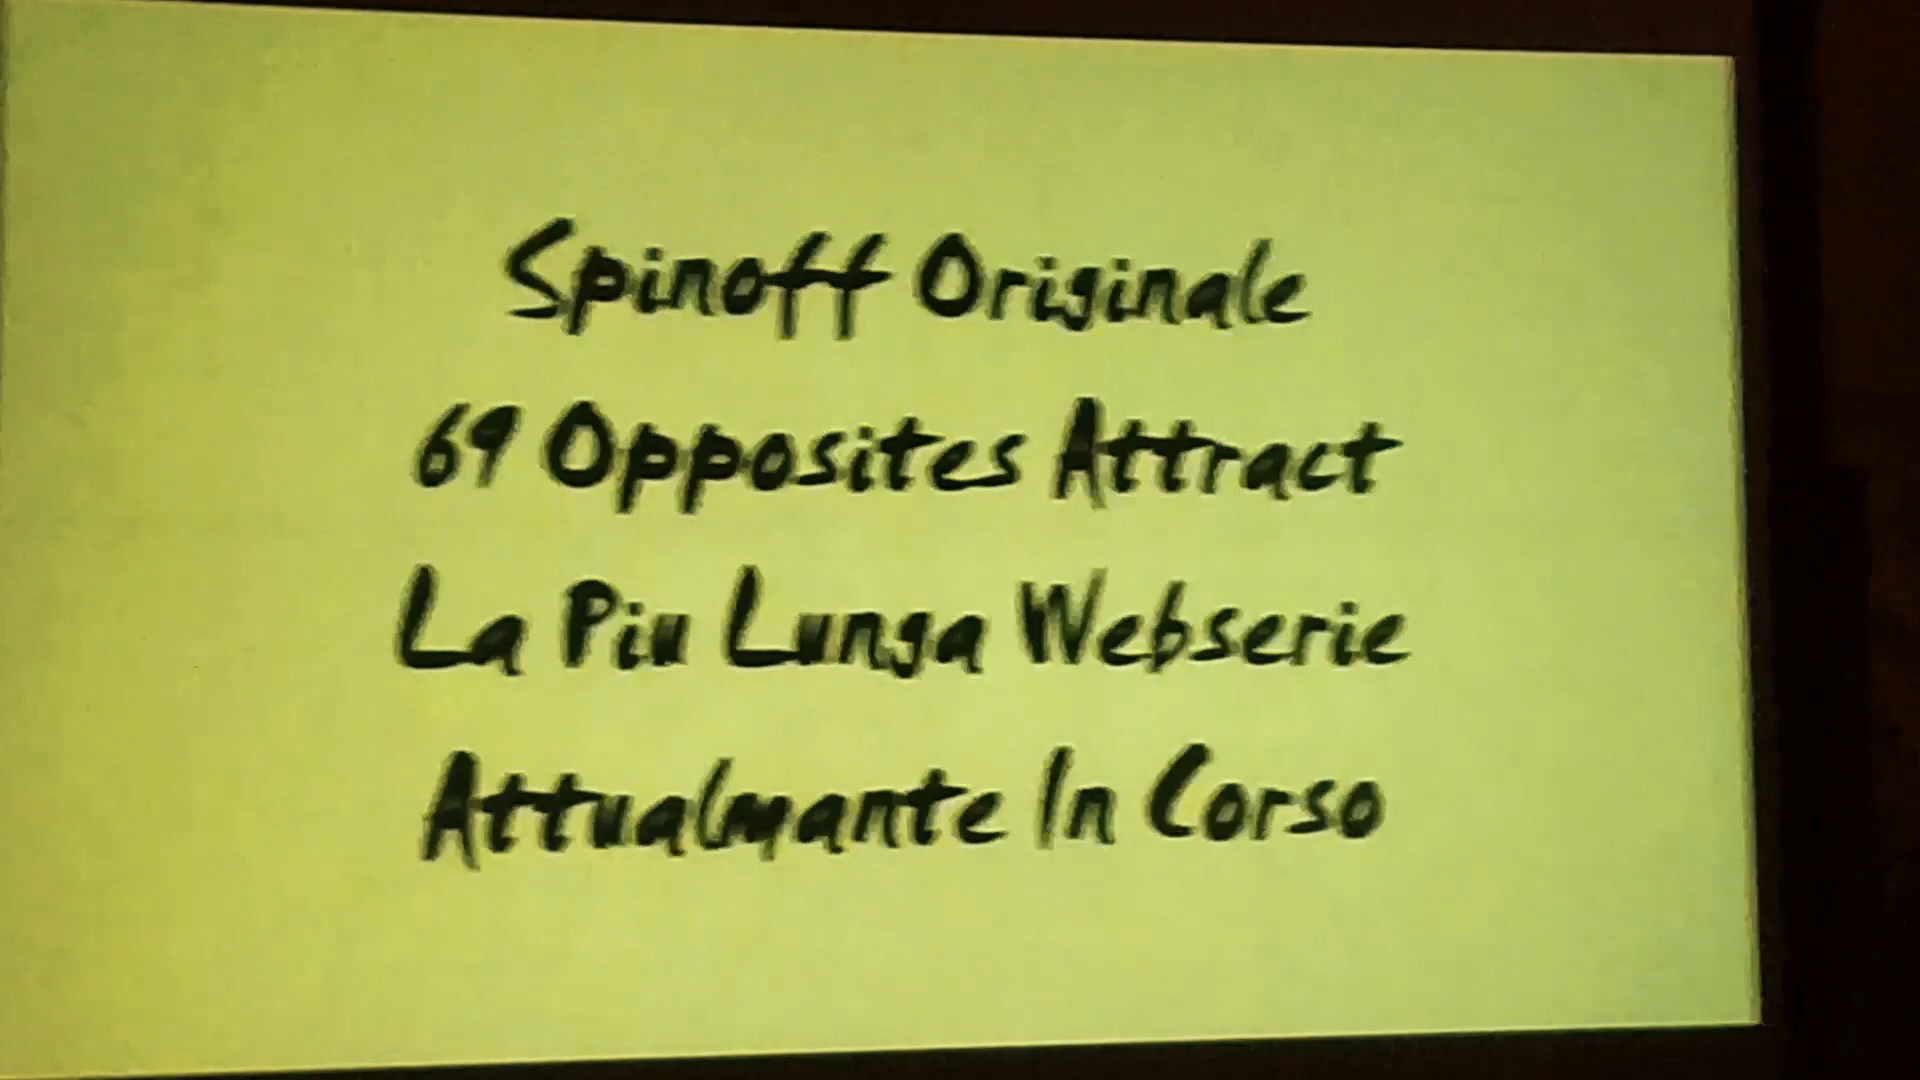 Spinoff Originale
69 Opposites Attract
La Piu Lunga Webserie
Attualmante In Corso